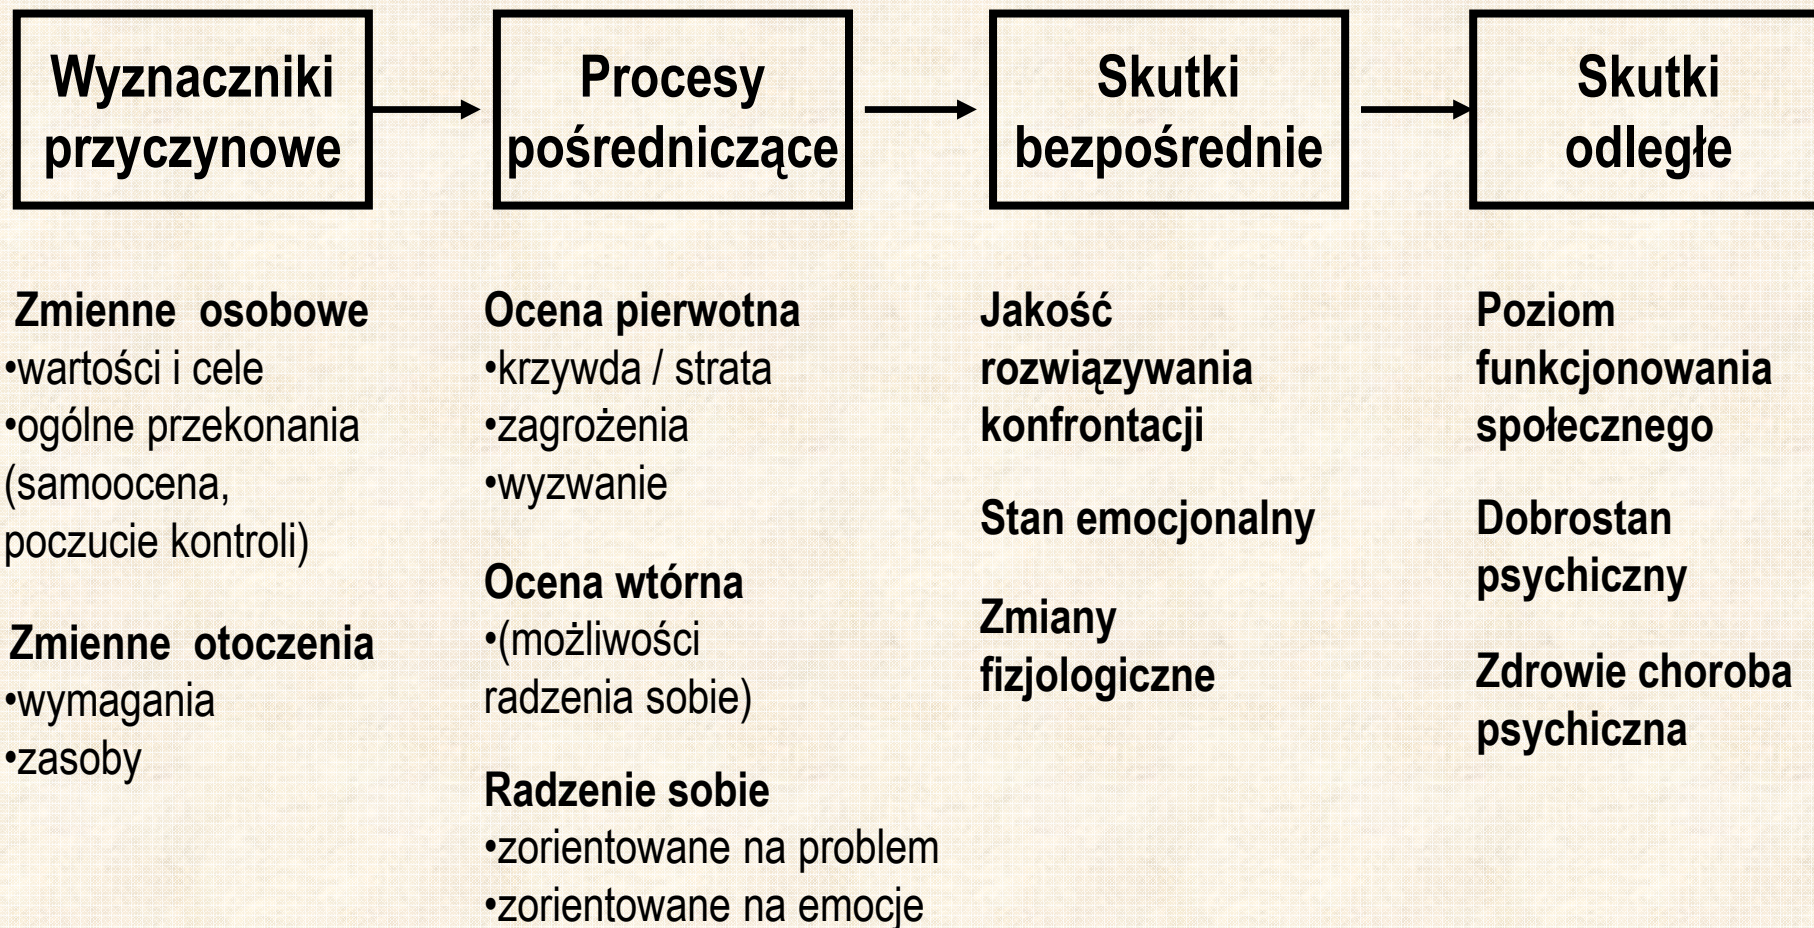 Wyznaczniki
przyczynowe
Procesy
pośredniczące
Skutki
bezpośrednie
Skutki
odległe
Zmienne osobowe
•wartości i cele
•ogólne przekonania
(samoocena,
poczucie kontroli)
Zmienne otoczenia
•wymagania
•zasoby
Ocena pierwotna
•krzywda / strata
•zagrożenia
•wyzwanie
Ocena wtórna
•(możliwości
radzenia sobie)
Radzenie sobie
•zorientowane na problem
•zorientowane na emocje
Jakość
rozwiązywania
konfrontacji
Stan emocjonalny
Zmiany
fizjologiczne
Poziom
funkcjonowania
społecznego
Dobrostan
psychiczny
Zdrowie choroba
psychiczna